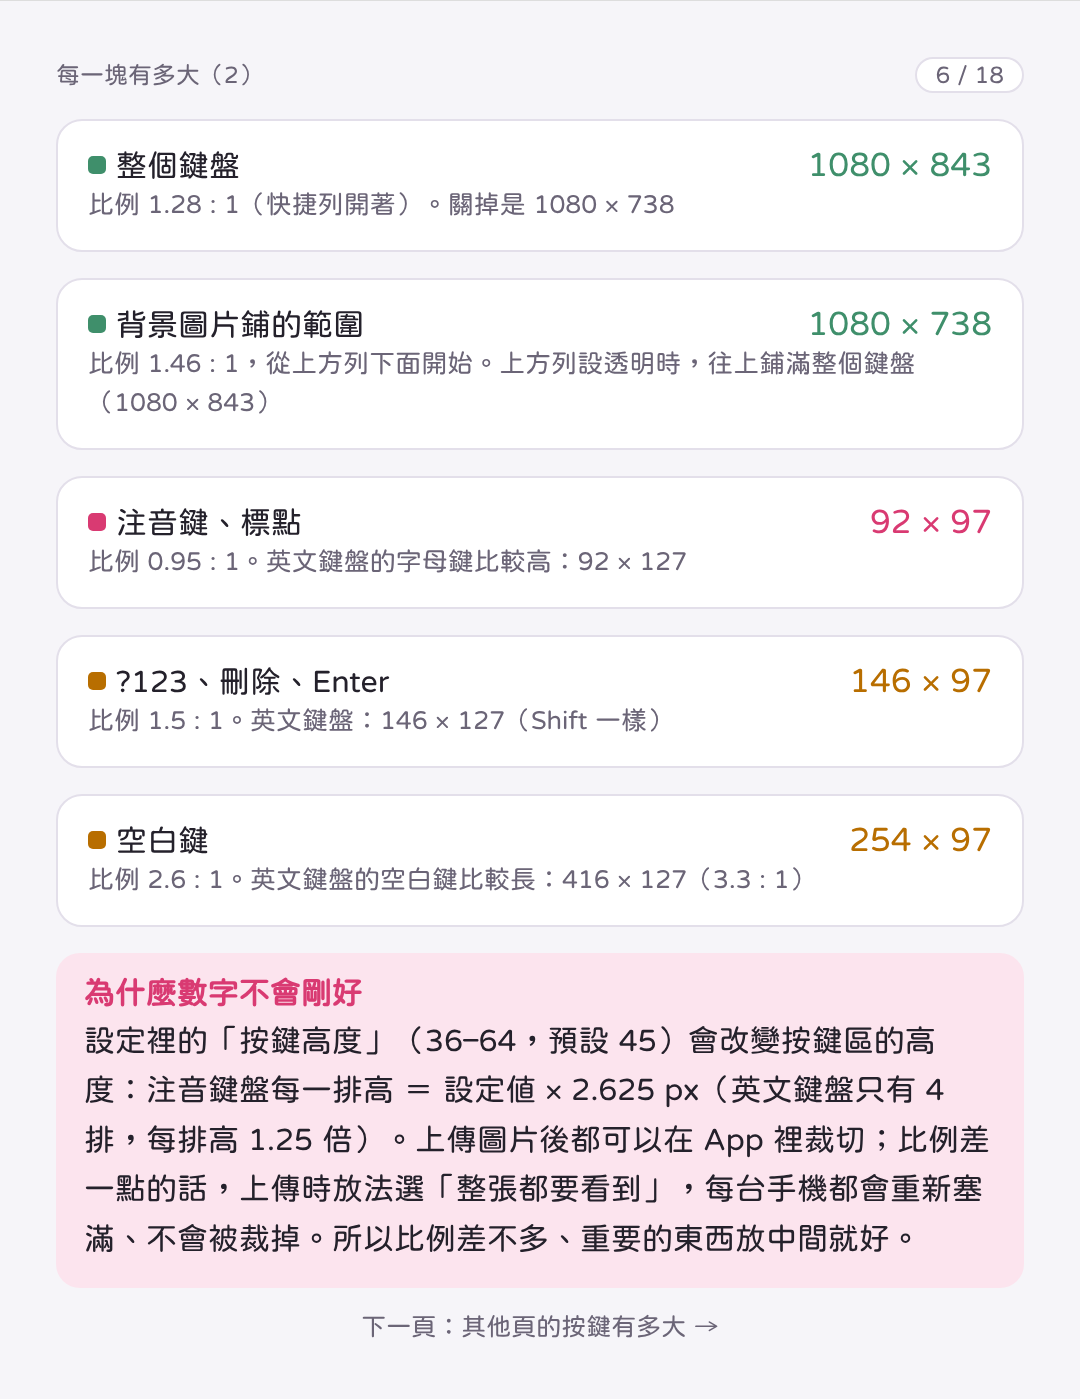 每一塊有多大（2）
6 / 18
整個鍵盤
1080 × 843
比例 1.28 : 1（快捷列開著）。關掉是 1080 × 738
背景圖片鋪的範圍
1080 × 738
比例 1.46 : 1，從上方列下面開始。上方列設透明時，往上鋪滿整個鍵盤
（1080 × 843）
注音鍵、標點
92 × 97
比例 0.95 : 1。英文鍵盤的字母鍵比較高：92 × 127
?123、刪除、Enter
146 × 97
比例 1.5 : 1。英文鍵盤：146 × 127（Shift 一樣）
空白鍵
254 × 97
比例 2.6 : 1。英文鍵盤的空白鍵比較長：416 × 127（3.3 : 1）
為什麼數字不會剛好
設定裡的「按鍵高度」（36–64，預設 45）會改變按鍵區的高
度：注音鍵盤每一排高 ＝ 設定值 × 2.625 px（英文鍵盤只有 4
排，每排高 1.25 倍）。上傳圖片後都可以在 App 裡裁切；比例差
一點的話，上傳時放法選「整張都要看到」，每台手機都會重新塞
滿、不會被裁掉。所以比例差不多、重要的東西放中間就好。
下一頁：其他頁的按鍵有多大 →